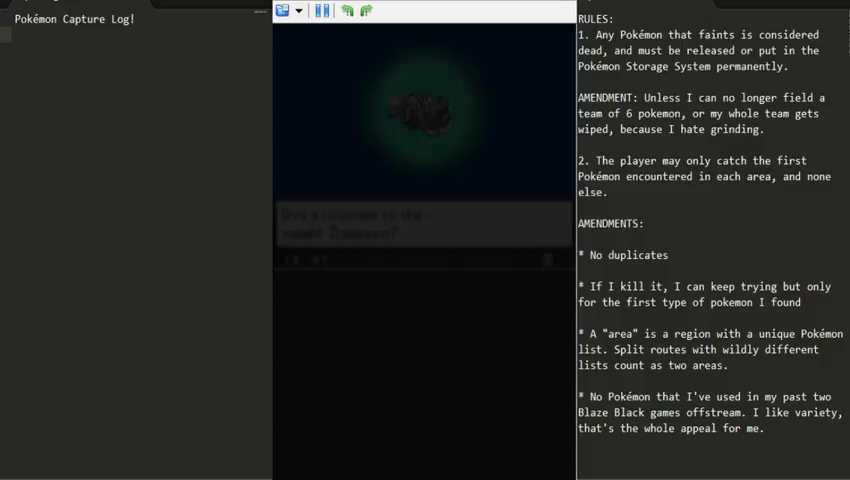 Pokémon Capture Log!
RULES:
1. Any Pokémon that faints is considered
dead, and must be released or put in the
Pokémon Storage System permanently.
AMENDMENT: Unless I can no longer field a
team of 6 pokemon, or my whole team gets
wiped, because I hate grinding.
2. The player may only catch the first
Pokémon encountered in each area, and none
else.
AMENDMENTS:
* No duplicates
* If I kill it, I can keep trying but only
for the first type of pokemon I found
* A "area" is a region with a unique Pokémon
list. Split routes with wildly different
lists count as two areas.
* No Pokémon that I've used in my past two
Blaze Black games offstream. I like variety,
that's the whole appeal for me.